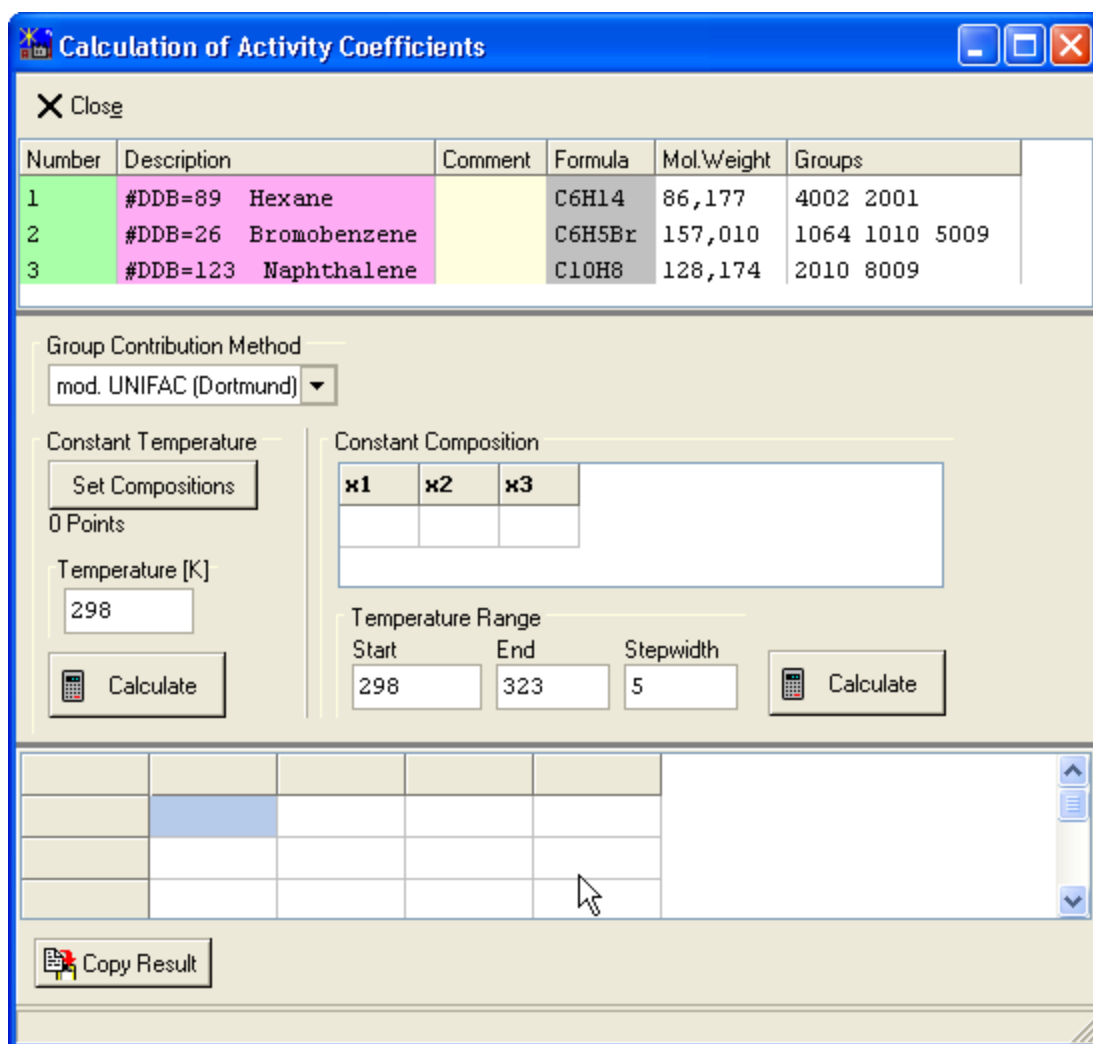 Calculation of Activity Coefficients
Close
Number Description Comment Formula Mol.Weight Groups
1 #DDB=89 Hexane C6H14 86,177 4002 2001
2 #DDB=26 Bromobenzene C6H5Br 157,010 1064 1010 5009
3 #DDB=123 Naphthalene C10H8 128,174 2010 8009
Group Contribution Method
mod. UNIFAC (Dortmund)
Constant Temperature
Set Compositions
0 Points
Temperature [K]
298
Calculate
Constant Composition
x1 x2 x3
Temperature Range
Start End Stepwidth
298 323 5
Calculate
Copy Result